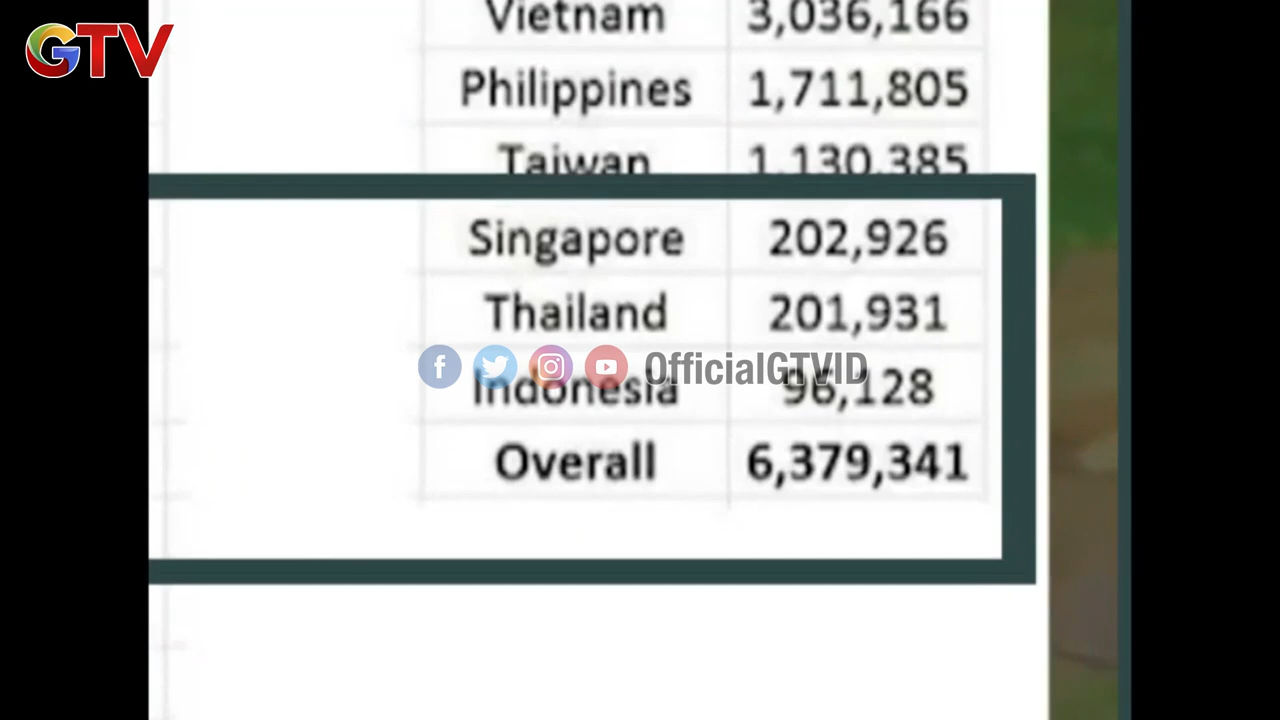 GTV
Vietnam 3,036,166
Philippines 1,711,805
Taiwan 1,130,385
Singapore 202,926
Thailand 201,931
OfficialGTVID
Indonesia 96,128
Overall 6,379,341